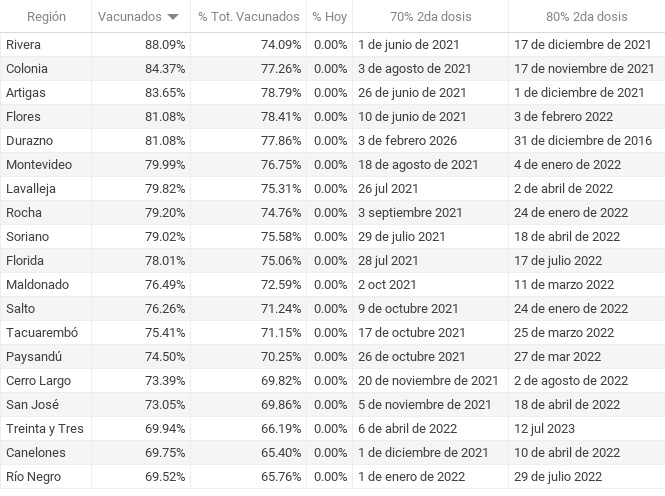 Región Vacunados % Tot. Vacunados % Hoy 70% 2da dosis 80% 2da dosis
Rivera 88.09% 74.09% 0.00% 1 de junio de 2021 17 de diciembre de 2021
Colonia 84.37% 77.26% 0.00% 3 de agosto de 2021 17 de noviembre de 2021
Artigas 83.65% 78.79% 0.00% 26 de junio de 2021 1 de diciembre de 2021
Flores 81.08% 78.41% 0.00% 10 de junio de 2021 3 de febrero 2022
Durazno 81.08% 77.86% 0.00% 3 de febrero 2026 31 de diciembre de 2016
Montevideo 79.99% 76.75% 0.00% 18 de agosto de 2021 4 de enero de 2022
Lavalleja 79.82% 75.31% 0.00% 26 jul 2021 2 de abril de 2022
Rocha 79.20% 74.76% 0.00% 3 septiembre 2021 24 de enero de 2022
Soriano 79.02% 75.58% 0.00% 29 de julio 2021 18 de abril de 2022
Florida 78.01% 75.06% 0.00% 28 jul 2021 17 de julio 2022
Maldonado 76.49% 72.59% 0.00% 2 oct 2021 11 de marzo 2022
Salto 76.26% 71.24% 0.00% 9 de octubre 2021 24 de enero de 2022
Tacuarembó 75.41% 71.15% 0.00% 17 de octubre 2021 25 de marzo 2022
Paysandú 74.50% 70.25% 0.00% 26 de octubre 2021 27 de mar 2022
Cerro Largo 73.39% 69.82% 0.00% 20 de noviembre de 2021 2 de agosto de 2022
San José 73.05% 69.86% 0.00% 5 de noviembre de 2021 18 de abril de 2022
Treinta y Tres 69.94% 66.19% 0.00% 6 de abril de 2022 12 jul 2023
Canelones 69.75% 65.40% 0.00% 1 de diciembre de 2021 10 de abril de 2022
Río Negro 69.52% 65.76% 0.00% 1 de enero de 2022 29 de julio 2022